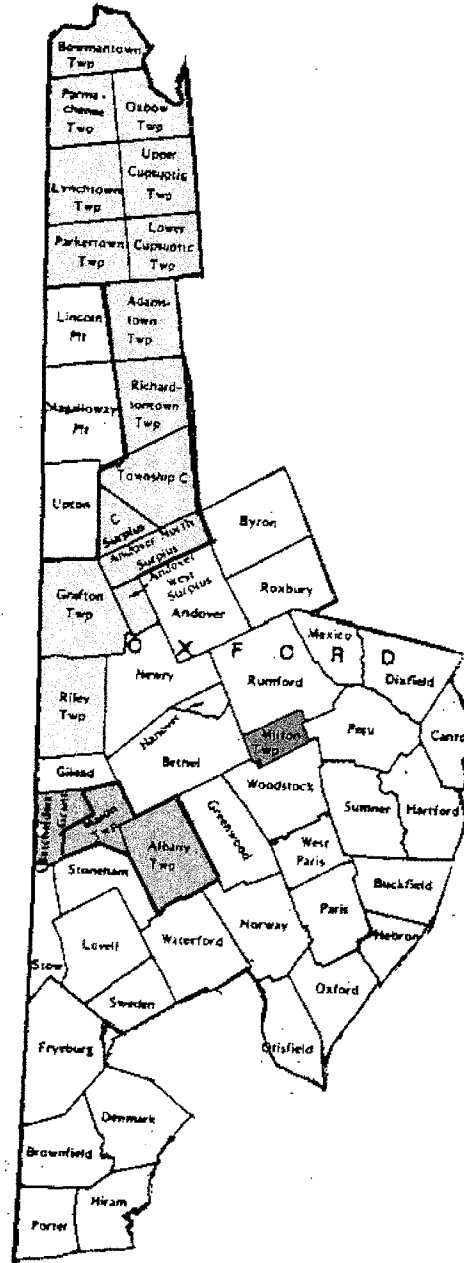 Bowmantown
Twp
Parma-
chenee
Twp
Oxbow
Twp
Lynchtown
Twp
Upper
Cupsuptic
Twp
Parkertown
Twp
Lower
Cupsuptic
Twp
Lincoln
Plt
Adams-
town
Twp
Magalloway
Plt
Richard-
sontown
Twp
Township C
Upton
C
Surplus
Andover North
Surplus
Andover
West
Surplus
Byron
Grafton
Twp
Andover
Roxbury
O X F O R D
Mexico
Riley
Twp
Newry
Rumford
Dixfield
Hanover
Milton
Twp
Peru
Canton
Gilead
Bethel
Woodstock
Mason
Twp
Albany
Twp
Greenwood
Sumner
Hartford
Stoneham
West
Paris
Buckfield
Lovell
Waterford
Norway
Paris
Hebron
Stow
Sweden
Oxford
Fryeburg
Otisfield
Denmark
Brownfield
Hiram
Porter